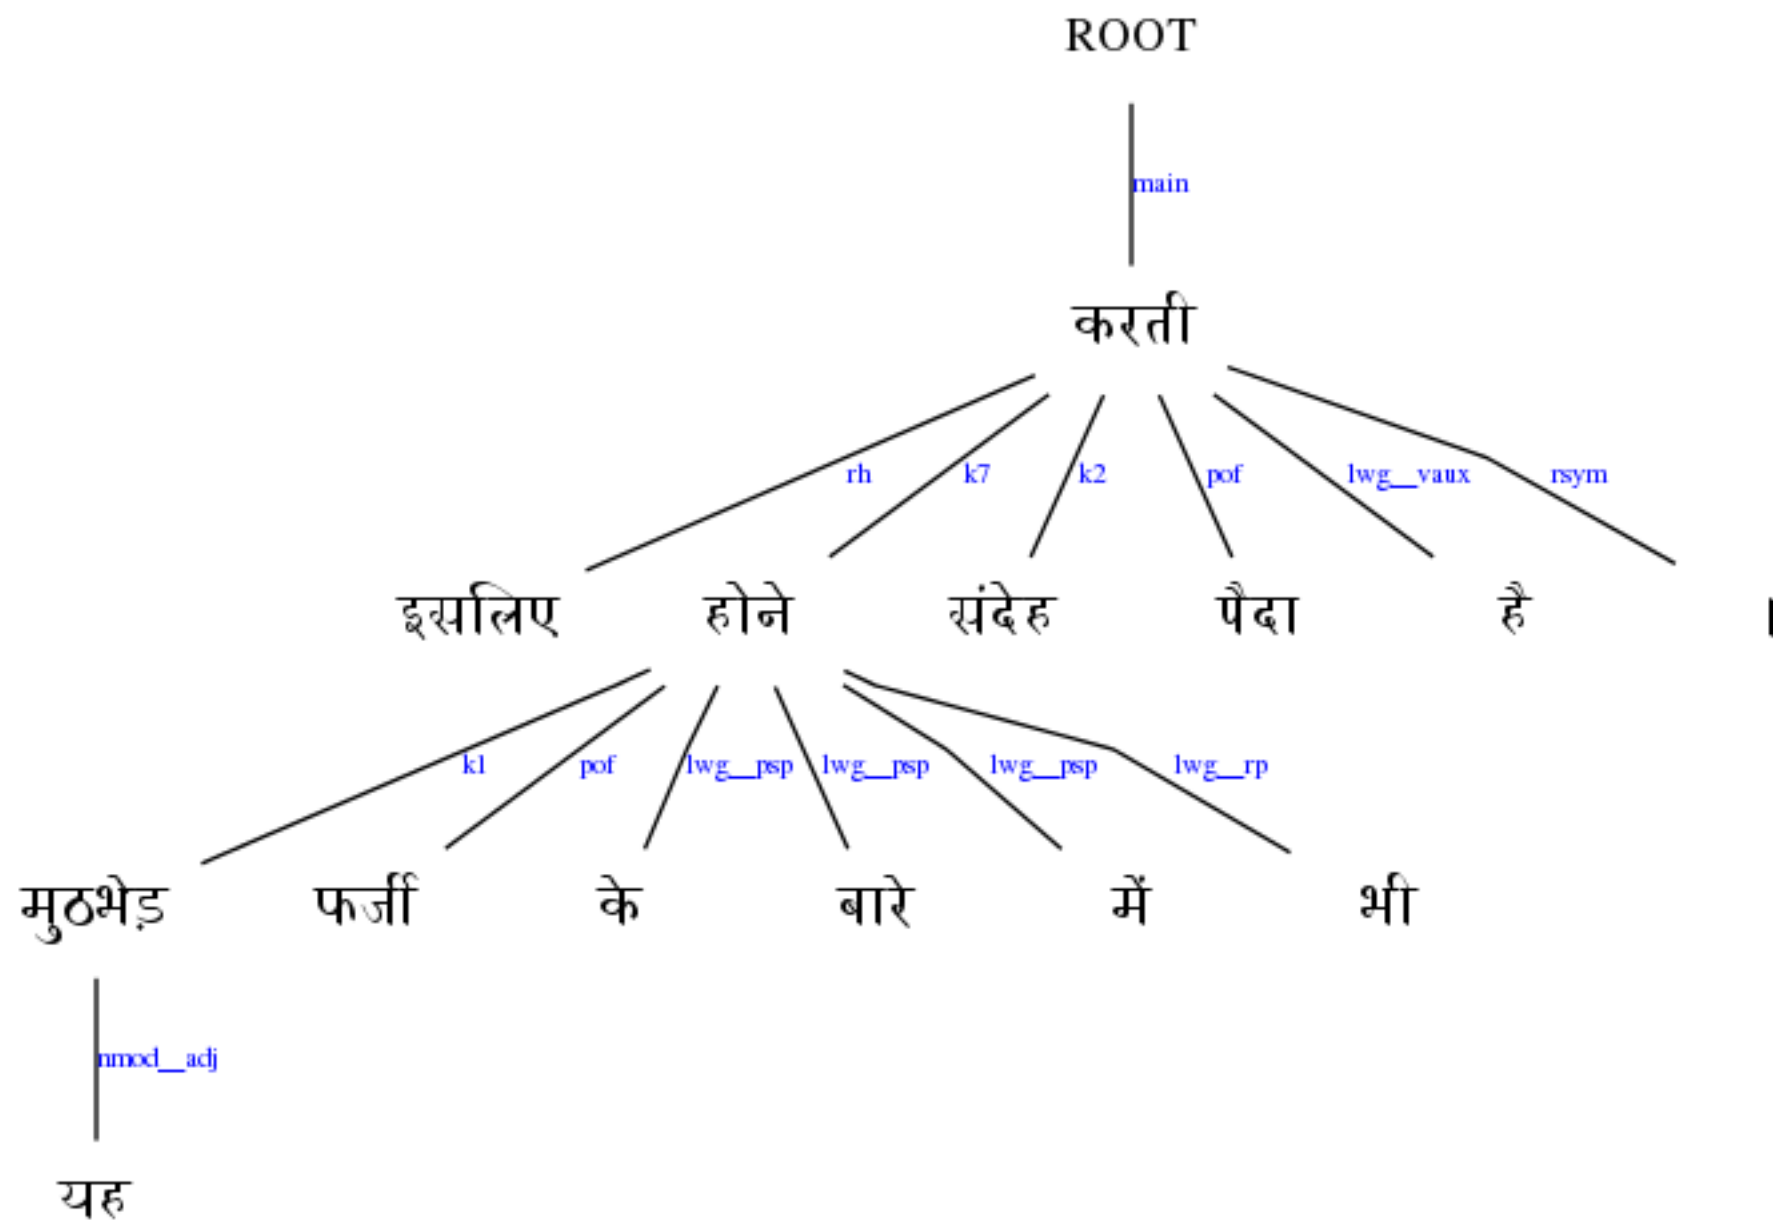 ROOT
main
करती
rh k7 k2 pof lwg__vaux rsym
इसलिए होने संदेह पैदा है ।
k1 pof lwg__psp lwg__psp lwg__psp lwg__rp
मुठभेड़ फर्जी के बारे में भी
nmod__adj
यह